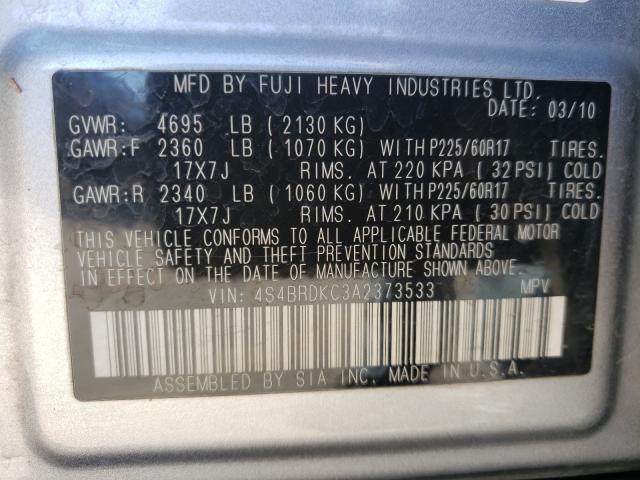 MFD BY FUJI HEAVY INDUSTRIES LTD.
DATE: 03/10
GVWR: 4695 LB (2130 KG)
GAWR:F 2360 LB (1070 KG) WITH P225/60R17 TIRES.
17X7J RIMS. AT 220 KPA (32 PSI) COLD
GAWR:R 2340 LB (1060 KG) WITH P225/60R17 TIRES.
17X7J RIMS. AT 210 KPA (30 PSI) COLD
THIS VEHICLE CONFORMS TO ALL APPLICABLE FEDERAL MOTOR
VEHICLE SAFETY AND THEFT PREVENTION STANDARDS
IN EFFECT ON THE DATE OF MANUFACTURE SHOWN ABOVE.
VIN: 4S4BRDKC3A2373533 MPV
ASSEMBLED BY SIA INC. MADE IN U.S.A.